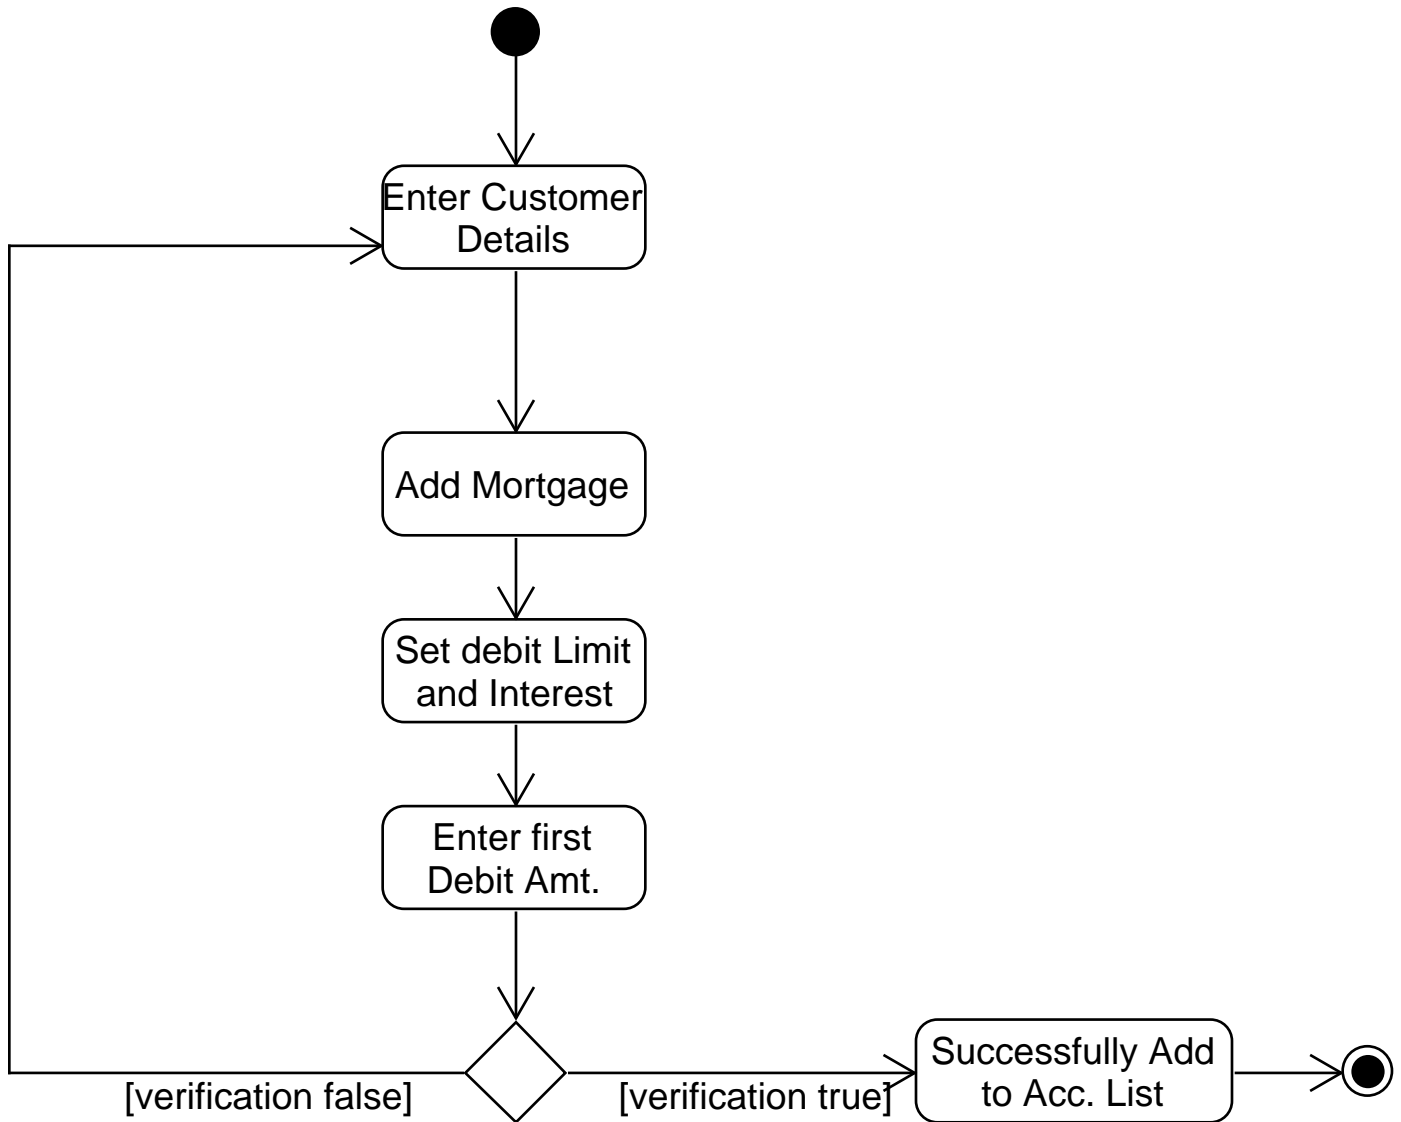 Enter Customer
Details
Add Mortgage
Set debit Limit
and Interest
Enter first
Debit Amt.
[verification false]
[verification true]
Successfully Add
to Acc. List